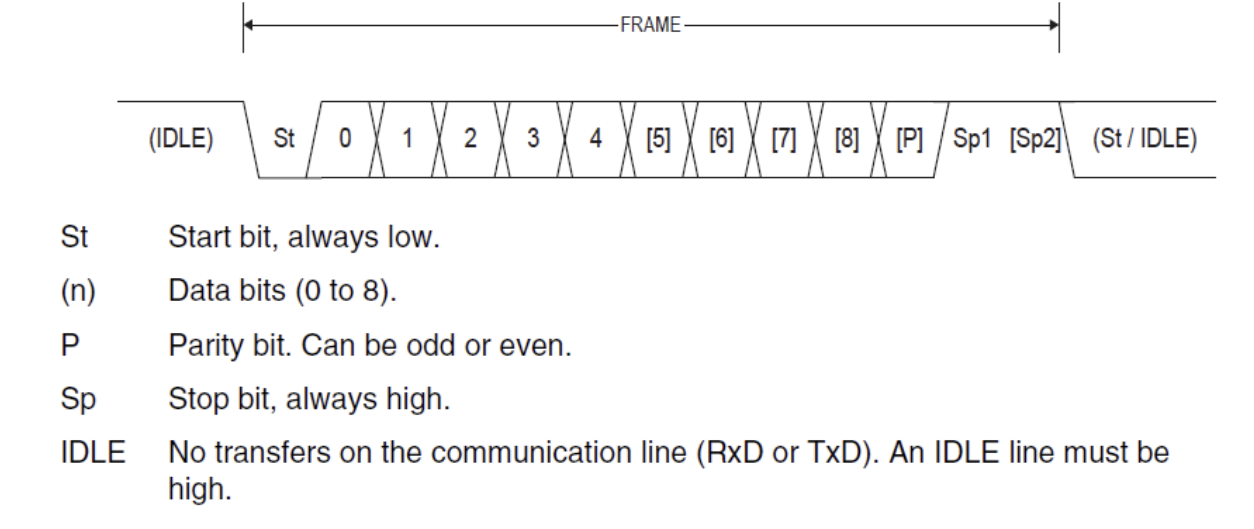 FRAME
(IDLE) St 0 1 2 3 4 [5] [6] [7] [8] [P] Sp1 [Sp2] (St / IDLE)
St Start bit, always low.
(n) Data bits (0 to 8).
P Parity bit. Can be odd or even.
Sp Stop bit, always high.
IDLE No transfers on the communication line (RxD or TxD). An IDLE line must be
high.